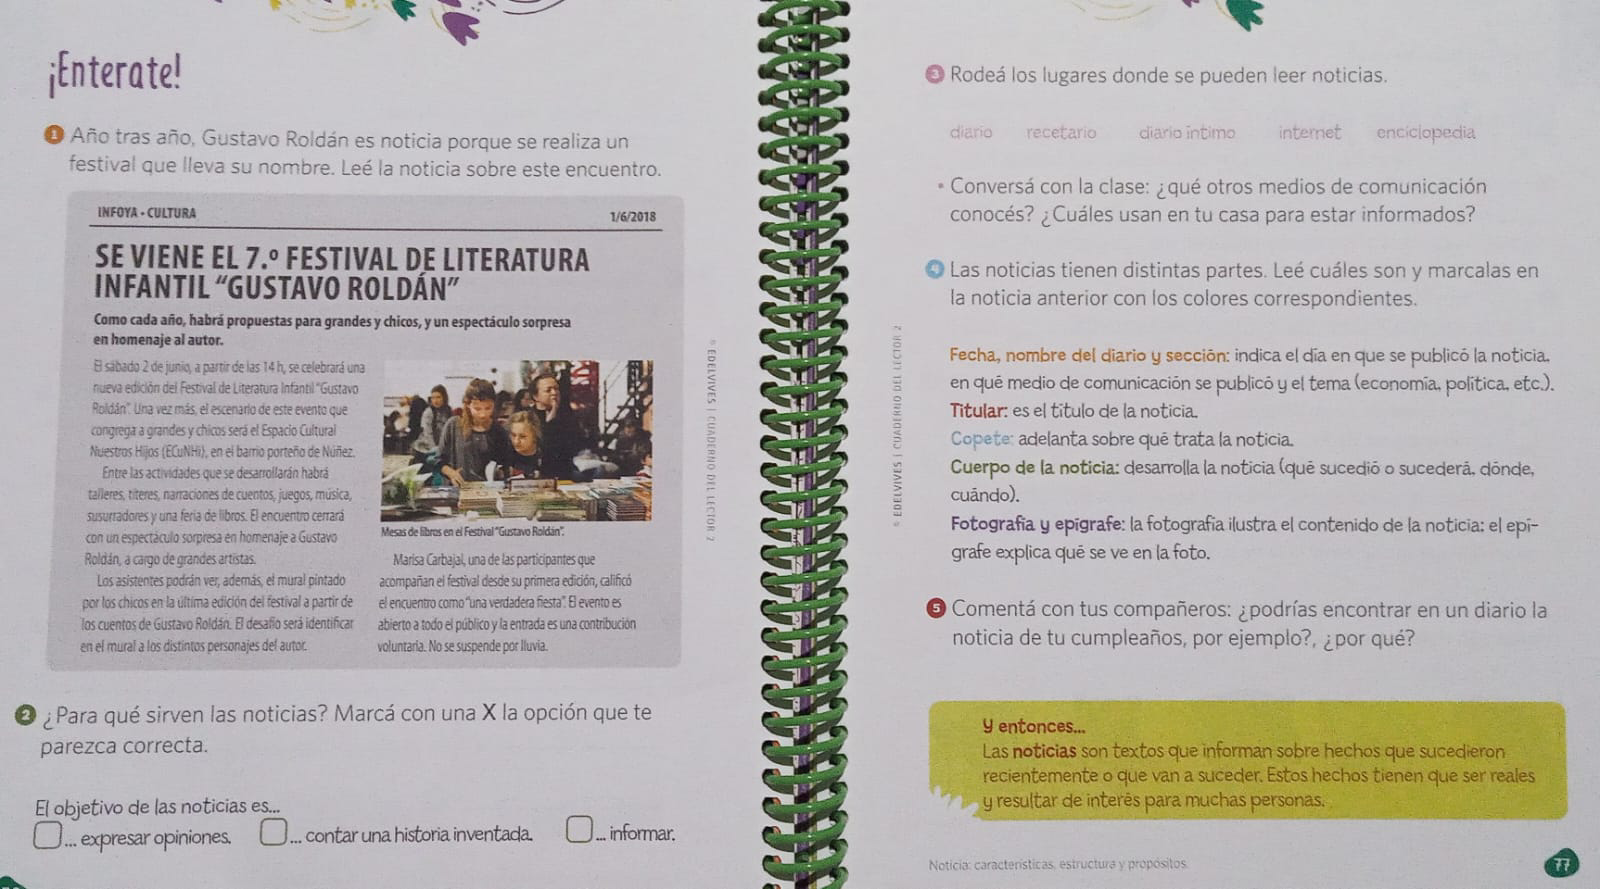 ¡Enterate!
1 Año tras año, Gustavo Roldán es noticia porque se realiza un
festival que lleva su nombre. Leé la noticia sobre este encuentro.
INFOYA • CULTURA
1/6/2018
SE VIENE EL 7.º FESTIVAL DE LITERATURA
INFANTIL “GUSTAVO ROLDÁN”
Como cada año, habrá propuestas para grandes y chicos, y un espectáculo sorpresa
en homenaje al autor.
El sábado 2 de junio, a partir de las 14 h, se celebrará una
nueva edición del Festival de Literatura Infantil “Gustavo
Roldán”. Una vez más, el escenario de este evento que
congrega a grandes y chicos será el Espacio Cultural
Nuestros Hijos (ECuNHi), en el barrio porteño de Núñez.
Entre las actividades que se desarrollarán habrá
talleres, títeres, narraciones de cuentos, juegos, música,
susurradores y una feria de libros. El encuentro cerrará
con un espectáculo sorpresa en homenaje a Gustavo
Roldán, a cargo de grandes artistas.
Los asistentes podrán ver, además, el mural pintado
por los chicos en la última edición del festival a partir de
los cuentos de Gustavo Roldán. El desafío será identificar
en el mural a los distintos personajes del autor.
Mesas de libros en el Festival “Gustavo Roldán”.
Marisa Carbajal, una de las participantes que
acompañan el festival desde su primera edición, calificó
el encuentro como “una verdadera fiesta”. El evento es
abierto a todo el público y la entrada es una contribución
voluntaria. No se suspende por lluvia.
2 ¿Para qué sirven las noticias? Marcá con una X la opción que te
parezca correcta.
El objetivo de las noticias es...
... expresar opiniones. ... contar una historia inventada. ... informar.
© EDELVIVES | CUADERNO DEL LECTOR 2
© EDELVIVES | CUADERNO DEL LECTOR 2
3 Rodeá los lugares donde se pueden leer noticias.
diario recetario diario íntimo internet enciclopedia
• Conversá con la clase: ¿qué otros medios de comunicación
conocés? ¿Cuáles usan en tu casa para estar informados?
4 Las noticias tienen distintas partes. Leé cuáles son y marcalas en
la noticia anterior con los colores correspondientes.
Fecha, nombre del diario y sección: indica el día en que se publicó la noticia,
en qué medio de comunicación se publicó y el tema (economía, política, etc.).
Titular: es el título de la noticia.
Copete: adelanta sobre qué trata la noticia.
Cuerpo de la noticia: desarrolla la noticia (qué sucedió o sucederá, dónde,
cuándo).
Fotografía y epígrafe: la fotografía ilustra el contenido de la noticia; el epí-
grafe explica qué se ve en la foto.
5 Comentá con tus compañeros: ¿podrías encontrar en un diario la
noticia de tu cumpleaños, por ejemplo?, ¿por qué?
Y entonces...
Las noticias son textos que informan sobre hechos que sucedieron
recientemente o que van a suceder. Estos hechos tienen que ser reales
y resultar de interés para muchas personas.
Noticia: características, estructura y propósitos.
77